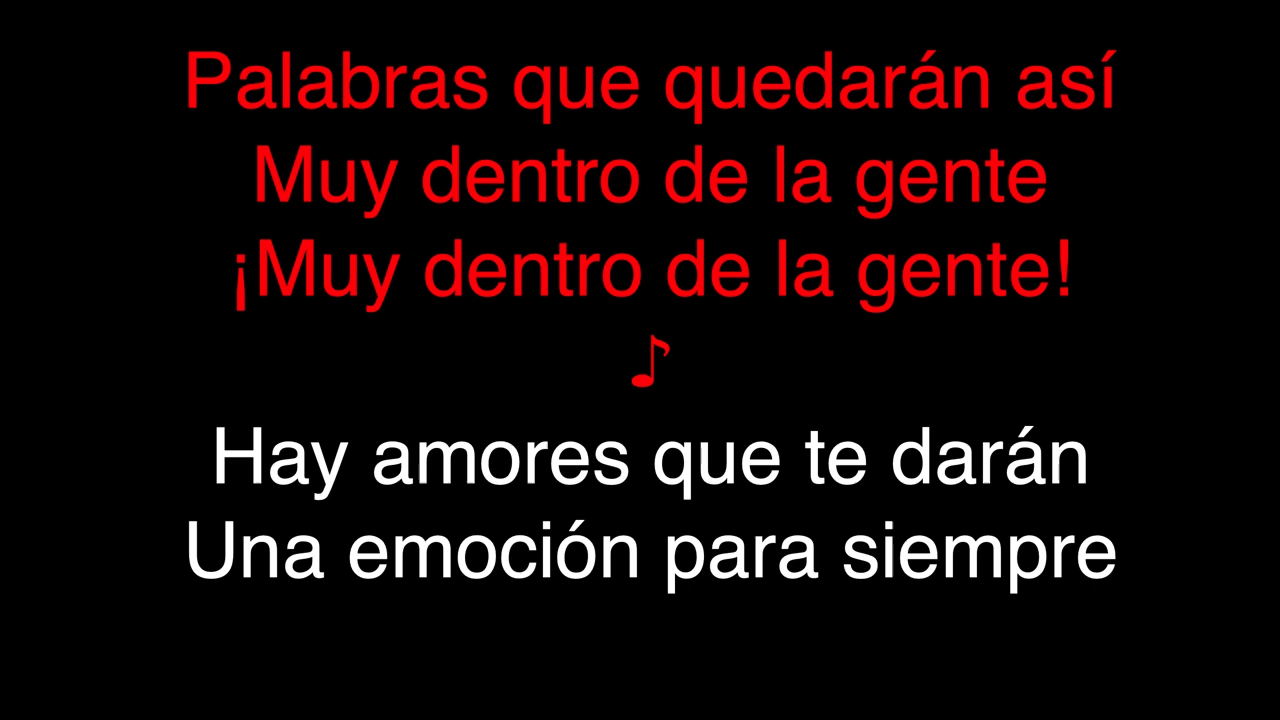 Palabras que quedarán así
Muy dentro de la gente
¡Muy dentro de la gente!
♪
Hay amores que te darán
Una emoción para siempre